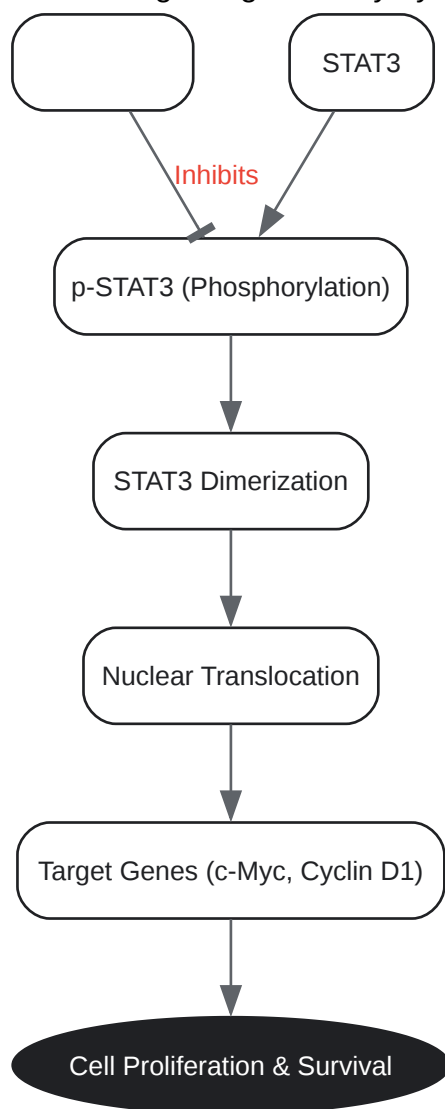 STAT3
Inhibits
p-STAT3 (Phosphorylation)
STAT3 Dimerization
Nuclear Translocation
Target Genes (c-Myc, Cyclin D1)
Cell Proliferation & Survival